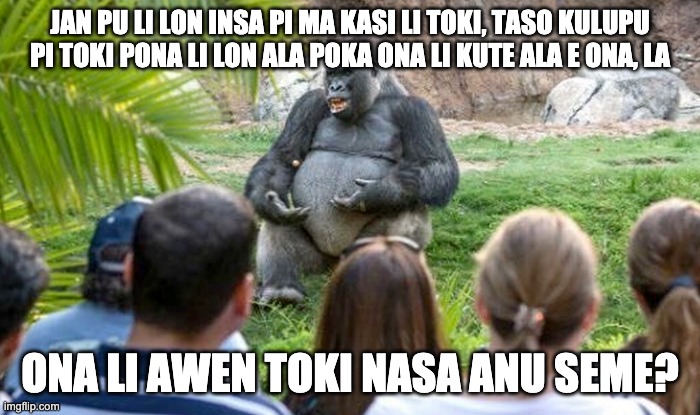 JAN PU LI LON INSA PI MA KASI LI TOKI, TASO KULUPU
PI TOKI PONA LI LON ALA POKA ONA LI KUTE ALA E ONA, LA
ONA LI AWEN TOKI NASA ANU SEME?
imgflip.com